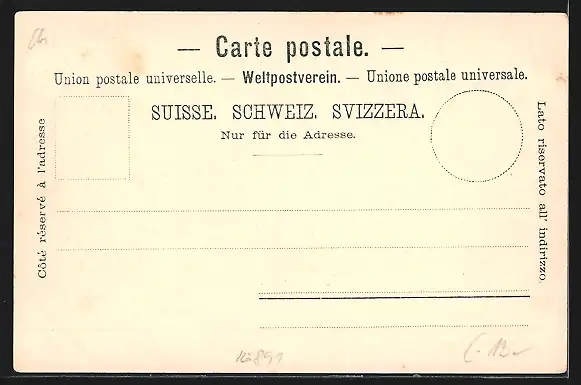 — Carte postale. —
Union postale universelle. — Weltpostverein. — Unione postale universale.
SUISSE. SCHWEIZ. SVIZZERA.
Nur für die Adresse.
Côté réservé à l'adresse
Lato riservato all' indirizzo.